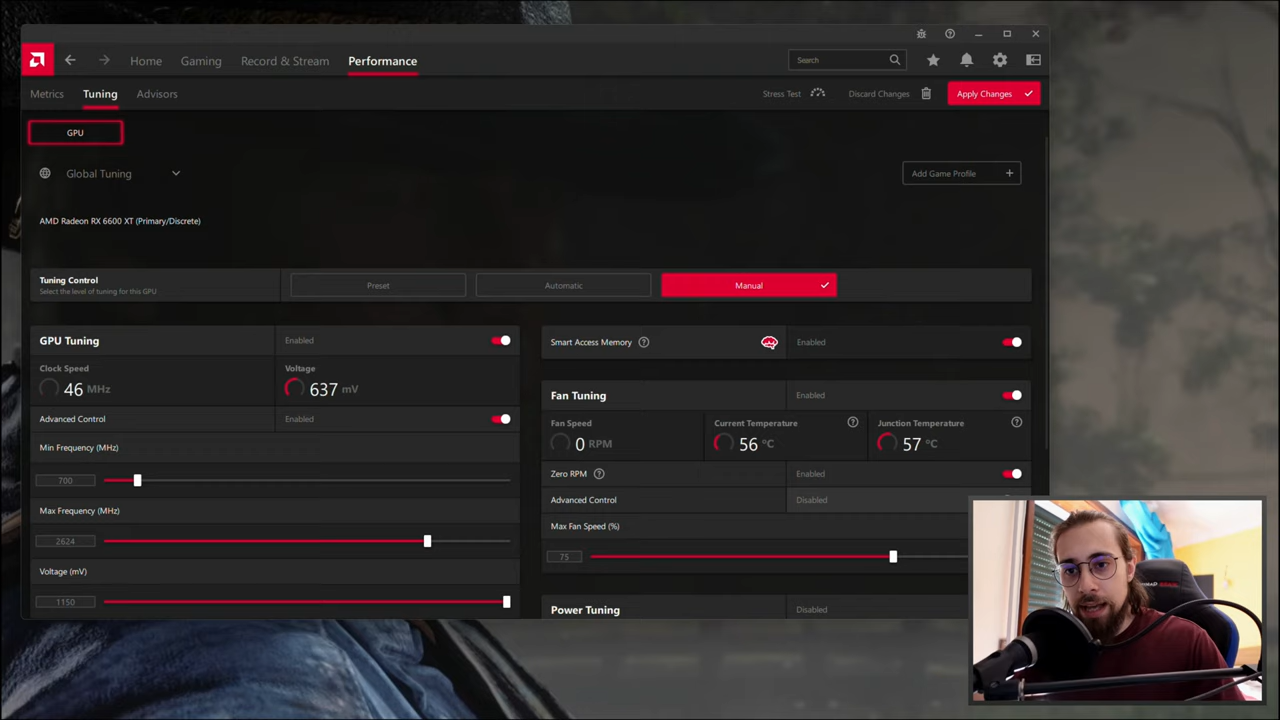 Home
Gaming
Record & Stream
Performance
Search
Metrics
Tuning
Advisors
Stress Test
Discard Changes
Apply Changes
GPU
Global Tuning
Add Game Profile
AMD Radeon RX 6600 XT (Primary/Discrete)
Tuning Control
Select the level of tuning for this GPU
Preset
Automatic
Manual
GPU Tuning
Enabled
Clock Speed
46 MHz
Voltage
637 mV
Advanced Control
Enabled
Min Frequency (MHz)
700
Max Frequency (MHz)
2624
Voltage (mV)
1150
Smart Access Memory
Enabled
Fan Tuning
Enabled
Fan Speed
0 RPM
Current Temperature
56 °C
Junction Temperature
57 °C
Zero RPM
Enabled
Advanced Control
Disabled
Max Fan Speed (%)
75
Power Tuning
Disabled